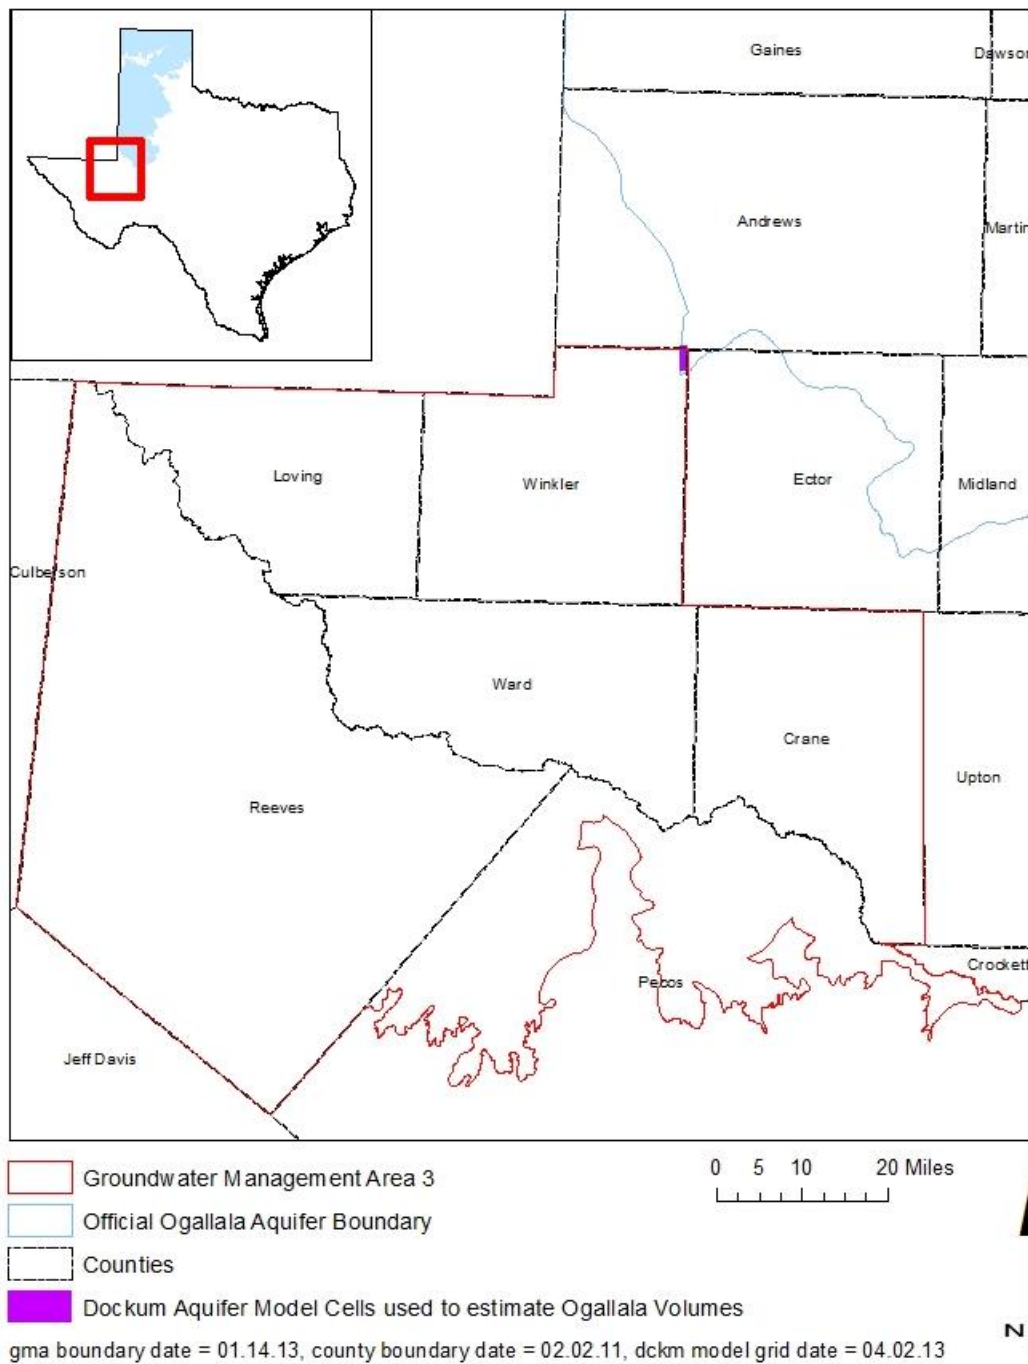 Gaines
Dawson
Andrews
Martin
Loving
Winkler
Ector
Midland
Culberson
Ward
Crane
Upton
Reeves
Crockett
Pecos
Jeff Davis
Groundwater Management Area 3
0 5 10 20 Miles
Official Ogallala Aquifer Boundary
Counties
Dockum Aquifer Model Cells used to estimate Ogallala Volumes
N
gma boundary date = 01.14.13, county boundary date = 02.02.11, dckm model grid date = 04.02.13